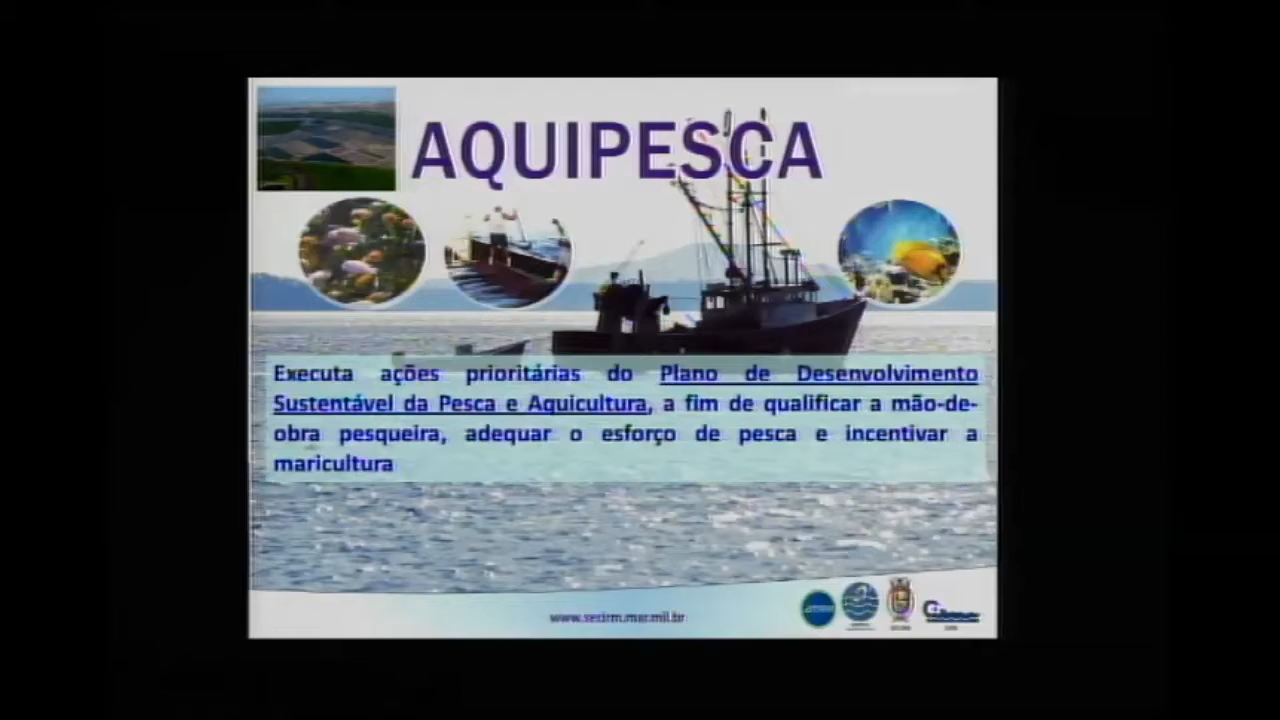 AQUIPESCA
Executa ações prioritárias do Plano de Desenvolvimento
Sustentável da Pesca e Aquicultura, a fim de qualificar a mão-de-
obra pesqueira, adequar o esforço de pesca e incentivar a
maricultura
www.secirm.mar.mil.br